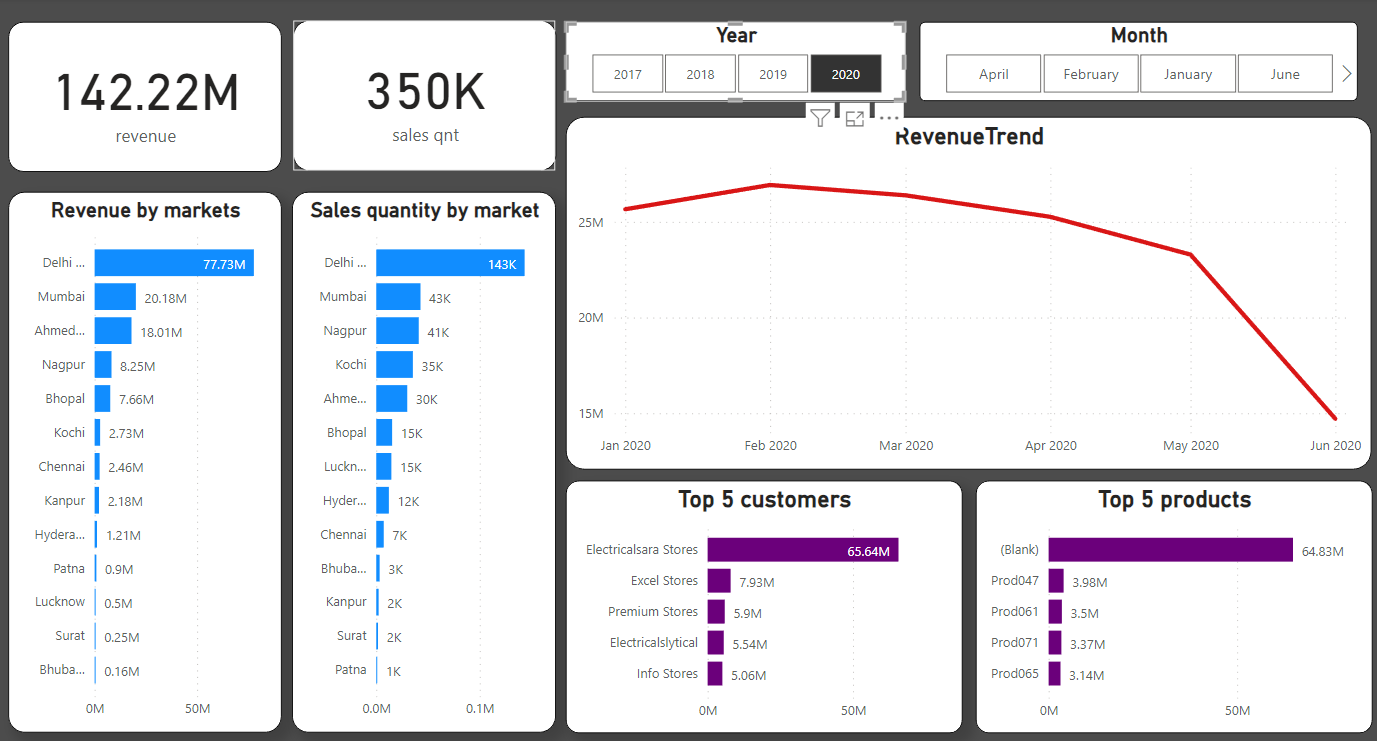 142.22M
revenue
350K
sales qnt
Year
2017 2018 2019 2020
Month
April February January June
Revenue by markets
Delhi ... 77.73M
Mumbai 20.18M
Ahmed... 18.01M
Nagpur 8.25M
Bhopal 7.66M
Kochi 2.73M
Chennai 2.46M
Kanpur 2.18M
Hydera... 1.21M
Patna 0.9M
Lucknow 0.5M
Surat 0.25M
Bhuba... 0.16M
0M 50M
Sales quantity by market
Delhi ... 143K
Mumbai 43K
Nagpur 41K
Kochi 35K
Ahme... 30K
Bhopal 15K
Luckn... 15K
Hyder... 12K
Chennai 7K
Bhuba... 3K
Kanpur 2K
Surat 2K
Patna 1K
0.0M 0.1M
RevenueTrend
25M
20M
15M
Jan 2020 Feb 2020 Mar 2020 Apr 2020 May 2020 Jun 2020
Top 5 customers
Electricalsara Stores 65.64M
Excel Stores 7.93M
Premium Stores 5.9M
Electricalslytical 5.54M
Info Stores 5.06M
0M 50M
Top 5 products
(Blank) 64.83M
Prod047 3.98M
Prod061 3.5M
Prod071 3.37M
Prod065 3.14M
0M 50M